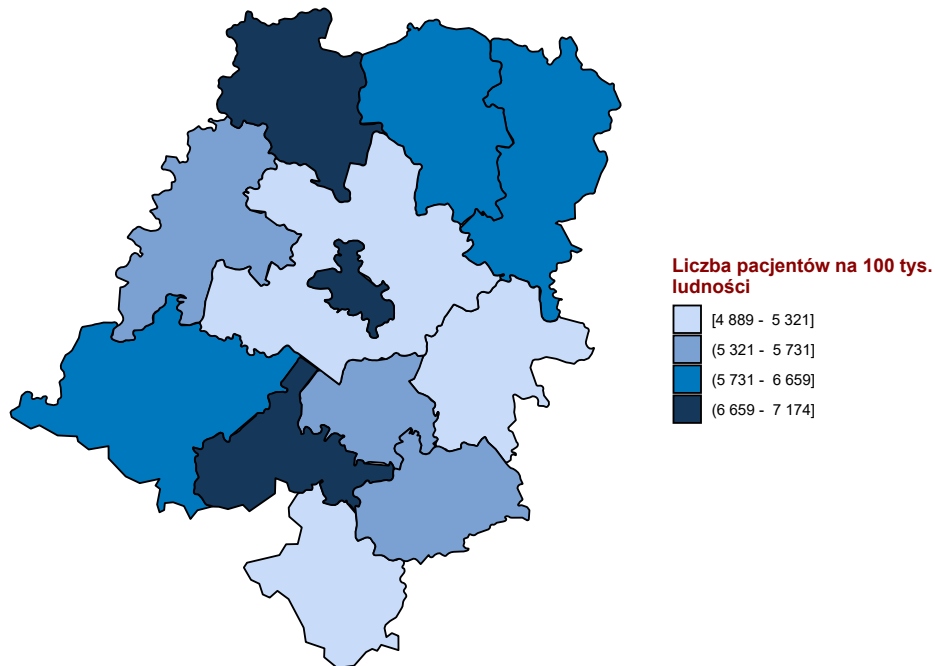 Liczba pacjentów na 100 tys.
ludności
[4 889 - 5 321]
(5 321 - 5 731]
(5 731 - 6 659]
(6 659 - 7 174]